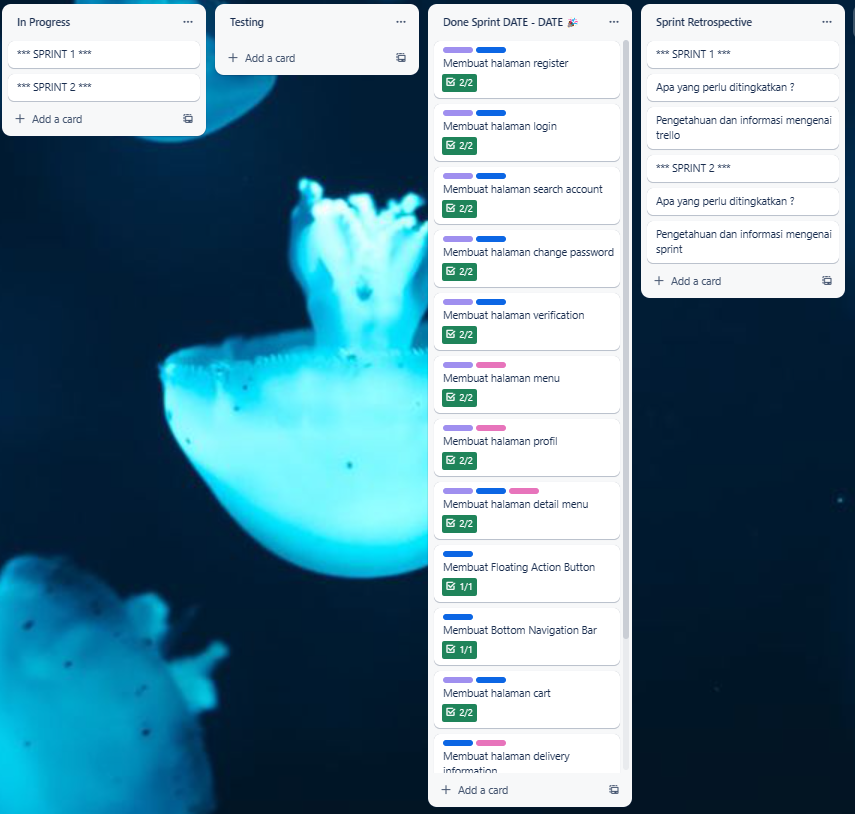 In Progress
*** SPRINT 1 ***
*** SPRINT 2 ***
Add a card
Testing
Add a card
Done Sprint DATE - DATE 🎉
Membuat halaman register
2/2
Membuat halaman login
2/2
Membuat halaman search account
2/2
Membuat halaman change password
2/2
Membuat halaman verification
2/2
Membuat halaman menu
2/2
Membuat halaman profil
2/2
Membuat halaman detail menu
2/2
Membuat Floating Action Button
1/1
Membuat Bottom Navigation Bar
1/1
Membuat halaman cart
2/2
Membuat halaman delivery
information
Add a card
Sprint Retrospective
*** SPRINT 1 ***
Apa yang perlu ditingkatkan ?
Pengetahuan dan informasi mengenai
trello
*** SPRINT 2 ***
Apa yang perlu ditingkatkan ?
Pengetahuan dan informasi mengenai
sprint
Add a card